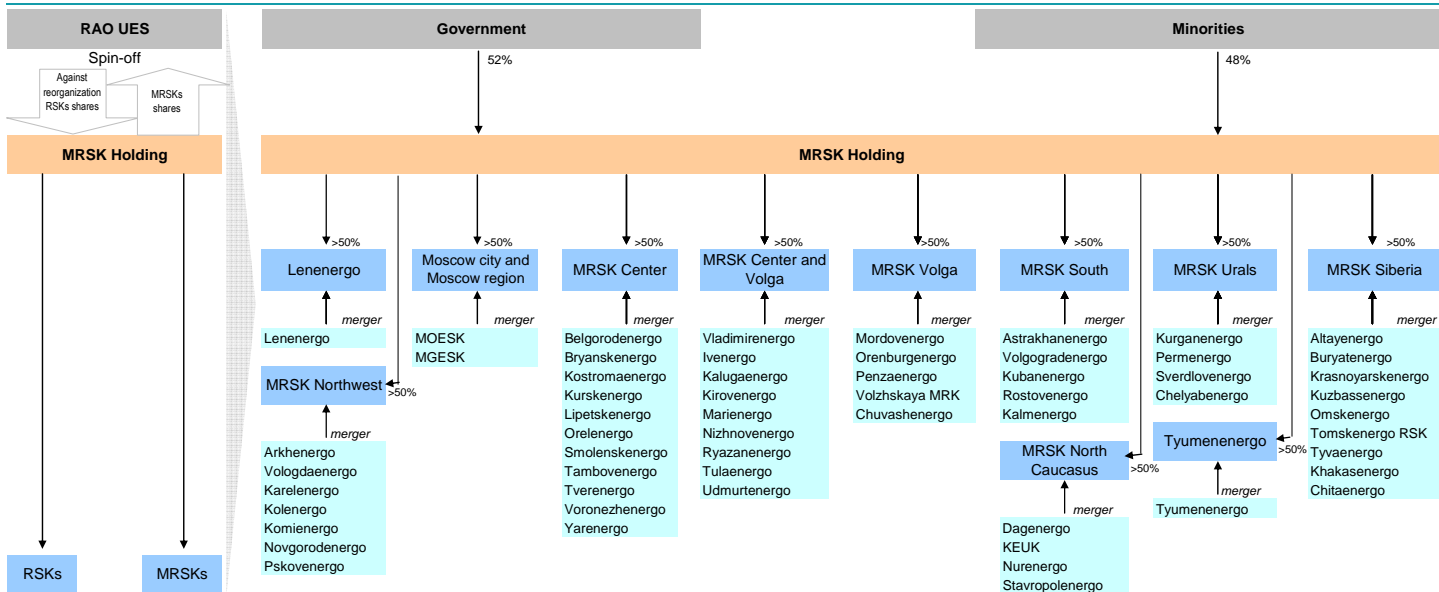 RAO UES
Spin-off
Against
reorganization
RSKs shares
MRSKs
shares
MRSK Holding
RSKs
MRSKs
Government
Minorities
52%
48%
MRSK Holding
>50%
Lenenergo
merger
Lenenergo
>50%
MRSK Northwest
merger
Arkhenergo
Vologdaenergo
Karelenergo
Kolenergo
Komienergo
Novgorodenergo
Pskovenergo
>50%
Moscow city and
Moscow region
merger
MOESK
MGESK
>50%
MRSK Center
merger
Belgorodenergo
Bryanskenergo
Kostromaenergo
Kurskenergo
Lipetskenergo
Orelenergo
Smolenskenergo
Tambovenergo
Tverenergo
Voronezhenergo
Yarenergo
>50%
MRSK Center and
Volga
merger
Vladimirenergo
Ivenergo
Kalugaenergo
Kirovenergo
Marienergo
Nizhnovenergo
Ryazanenergo
Tulaenergo
Udmurtenergo
>50%
MRSK Volga
merger
Mordovenergo
Orenburgenergo
Penzaenergo
Volzhskaya MRK
Chuvashenergo
>50%
MRSK South
merger
Astrakhanenergo
Volgogradenergo
Kubanenergo
Rostovenergo
Kalmenergo
MRSK North
Caucasus
>50%
merger
Dagenergo
KEUK
Nurenergo
Stavropolenergo
>50%
MRSK Urals
merger
Kurganenergo
Permenergo
Sverdlovenergo
Chelyabenergo
Tyumenenergo
>50%
merger
Tyumenenergo
>50%
MRSK Siberia
merger
Altayenergo
Buryatenergo
Krasnoyarskenergo
Kuzbassenergo
Omskenergo
Tomskenergo RSK
Tyvaenergo
Khakasenergo
Chitaenergo